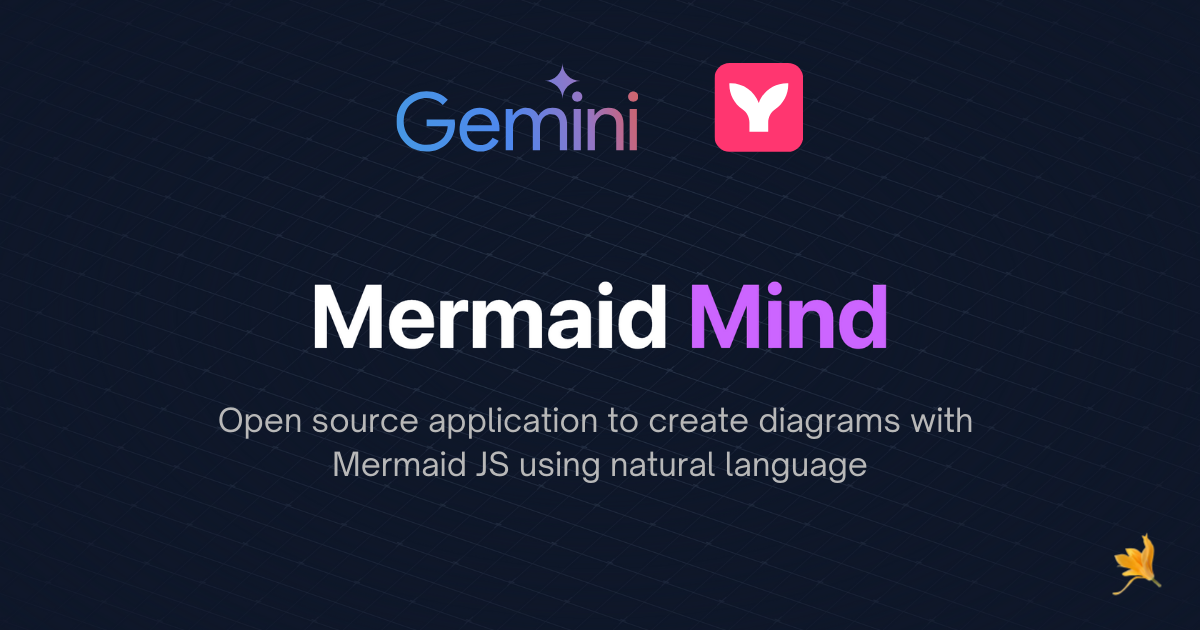 Gemini
Mermaid Mind
Open source application to create diagrams with
Mermaid JS using natural language